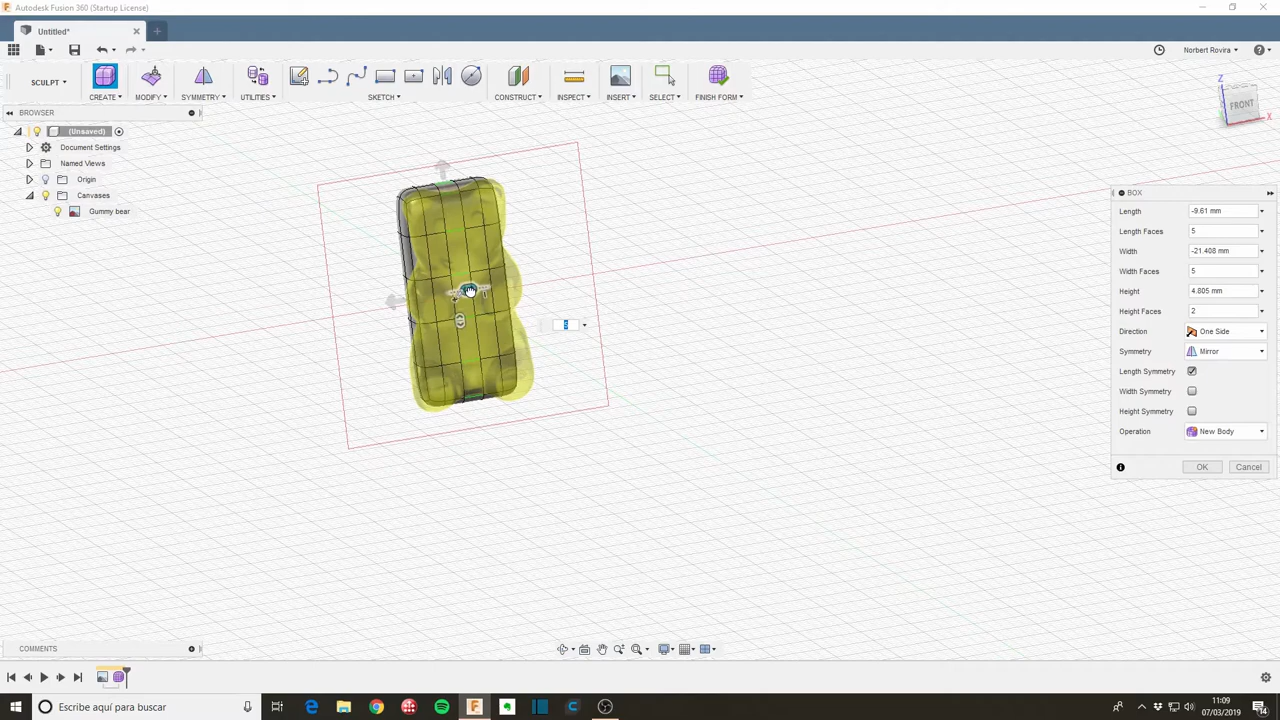 Autodesk Fusion 360 (Startup License)
Untitled*
Norbert Rovira
SCULPT
CREATE
MODIFY
SYMMETRY
UTILITIES
SKETCH
CONSTRUCT
INSPECT
INSERT
SELECT
FINISH FORM
BROWSER
(Unsaved)
Document Settings
Named Views
Origin
Canvases
Gummy bear
Z
FRONT
X
BOX
Length -9.61 mm
Length Faces 5
Width -21.408 mm
Width Faces 5
Height 4.805 mm
Height Faces 2
Direction One Side
Symmetry Mirror
Length Symmetry
Width Symmetry
Height Symmetry
Operation New Body
OK Cancel
5
COMMENTS
Escribe aquí para buscar
11:09
07/03/2019
14